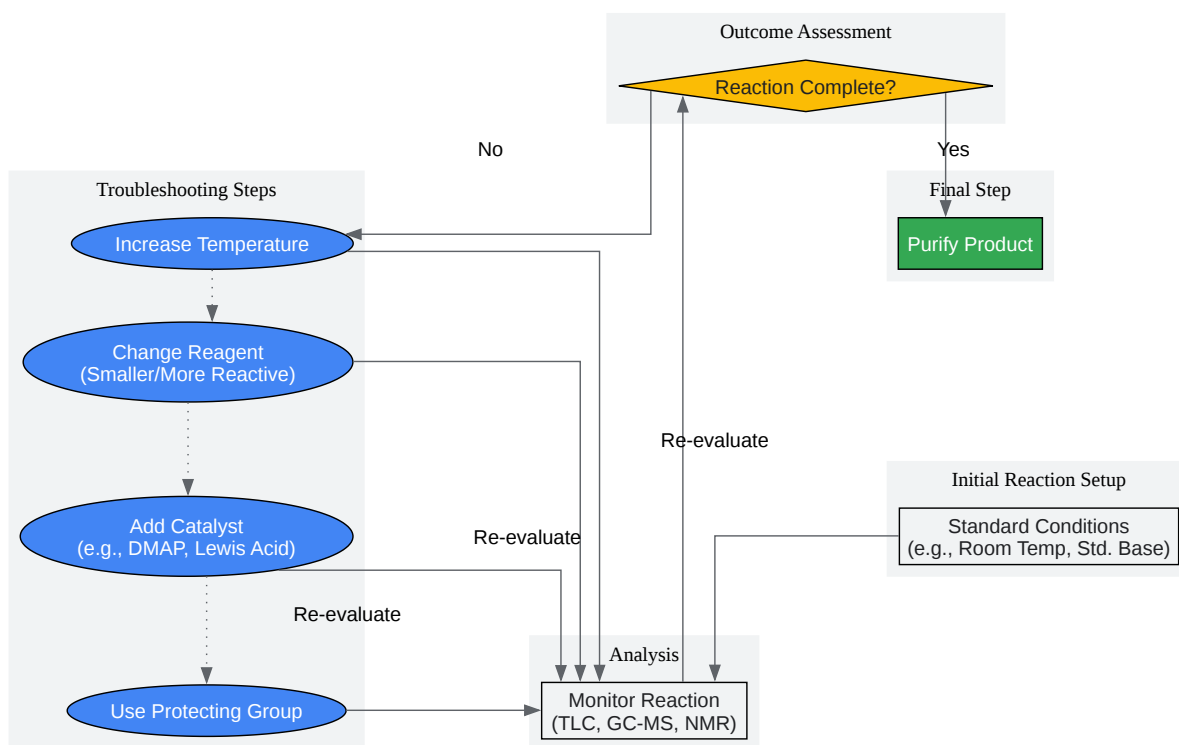 Outcome Assessment
Reaction Complete?
No
Yes
Troubleshooting Steps
Final Step
Increase Temperature
Purify Product
Change Reagent
(Smaller/More Reactive)
Re-evaluate
Initial Reaction Setup
Standard Conditions
(e.g., Room Temp, Std. Base)
Add Catalyst
(e.g., DMAP, Lewis Acid)
Re-evaluate
Re-evaluate
Analysis
Monitor Reaction
(TLC, GC-MS, NMR)
Use Protecting Group